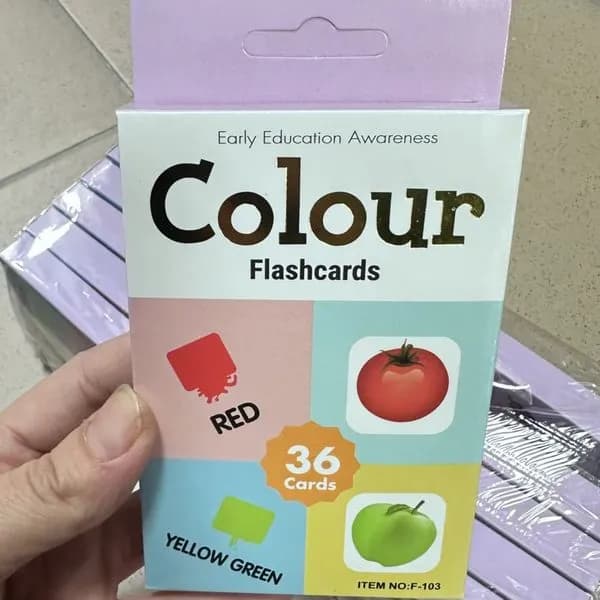 Early Education Awareness
Colour
Flashcards
RED
36
Cards
YELLOW GREEN
ITEM NO:F-103